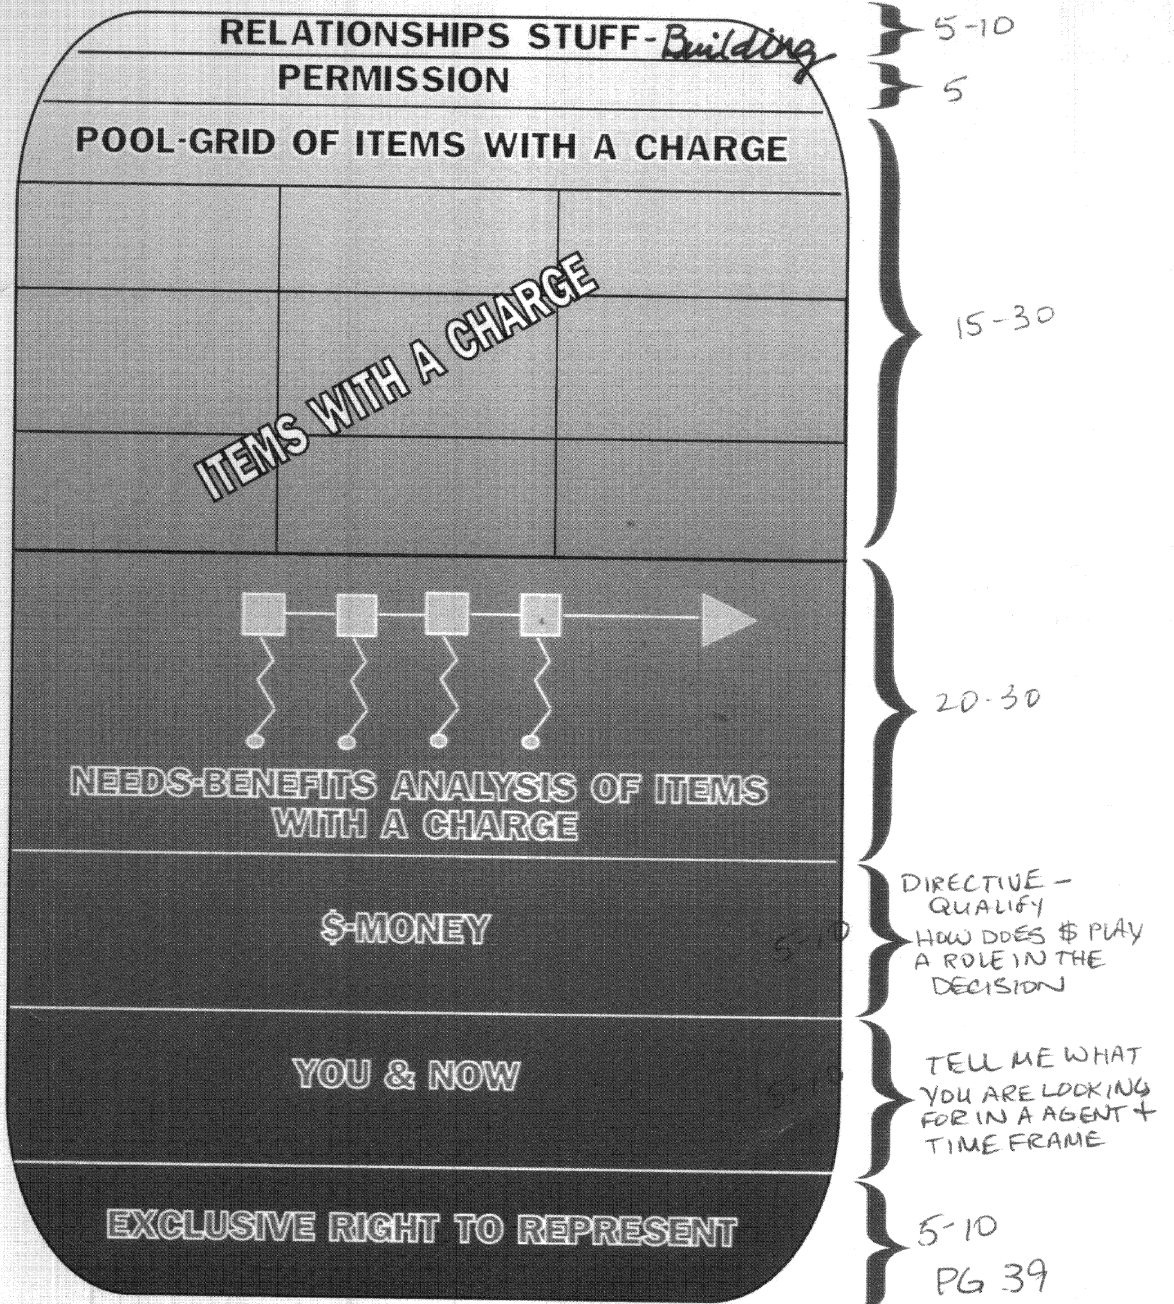 RELATIONSHIPS STUFF-Building
5-10
PERMISSION
5
POOL-GRID OF ITEMS WITH A CHARGE
ITEMS WITH A CHARGE
15-30
20-30
NEEDS-BENEFITS ANALYSIS OF ITEMS
WITH A CHARGE
$-MONEY
5-10
DIRECTIVE -
QUALIFY
HOW DOES $ PLAY
A ROLE IN THE
DECISION
YOU & NOW
5-10
TELL ME WHAT
YOU ARE LOOKING
FOR IN A AGENT +
TIME FRAME
EXCLUSIVE RIGHT TO REPRESENT
5-10
PG 39